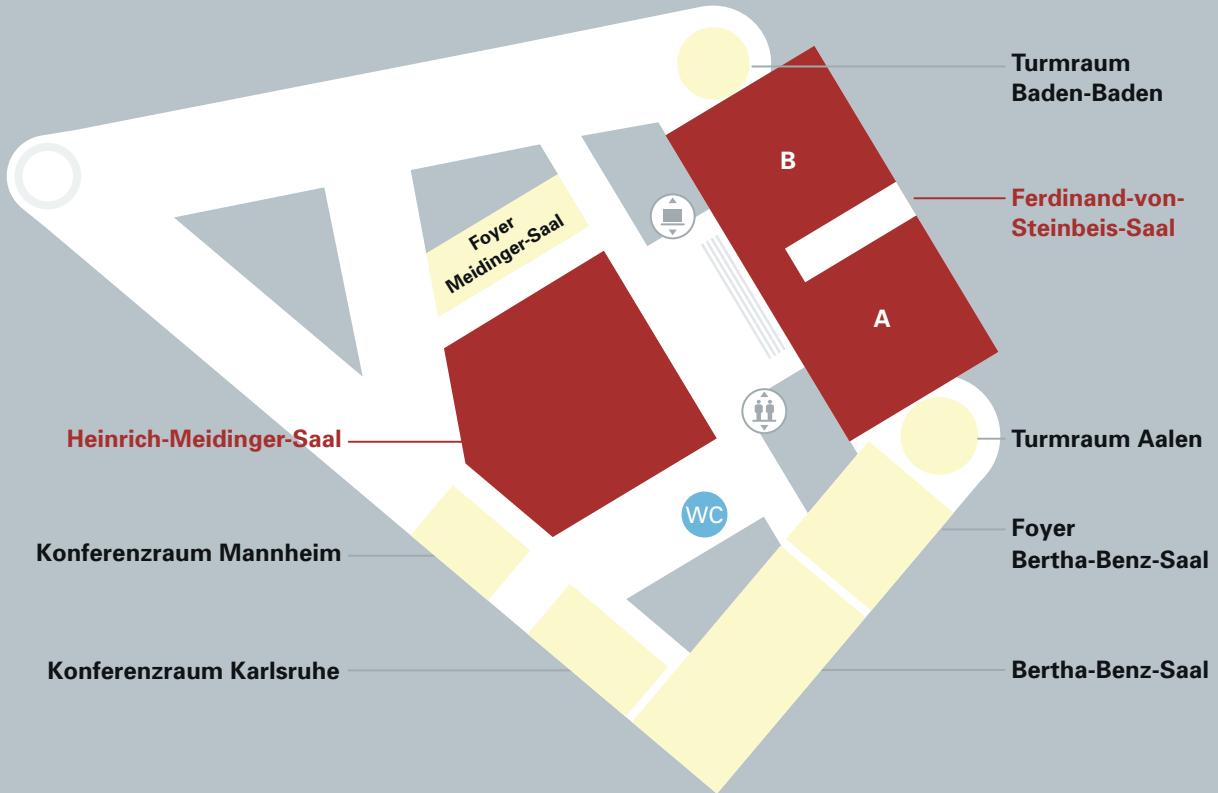 Turmraum
Baden-Baden
B
Ferdinand-von-
Steinbeis-Saal
Foyer
Meidinger-Saal
A
Heinrich-Meidinger-Saal
Turmraum Aalen
WC
Foyer
Bertha-Benz-Saal
Konferenzraum Mannheim
Konferenzraum Karlsruhe
Bertha-Benz-Saal